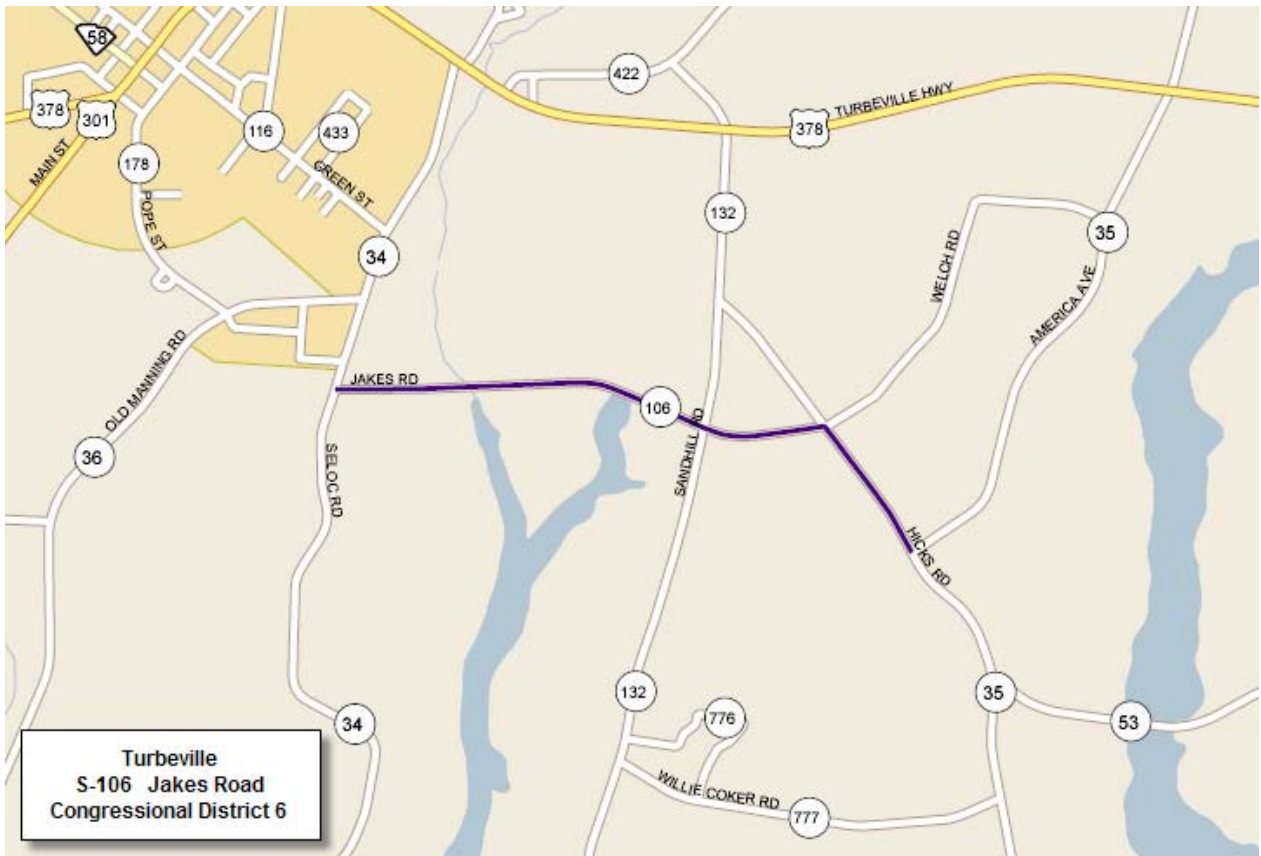 58
422
378
TURBEVILLE HWY
378
301
116
433
MAIN ST
178
GREEN ST
POPE ST
132
34
35
WELCH RD
AMERICA AVE
OLD MANNING RD
JAKES RD
106
SANDHILL RD
36
SELOC RD
HICKS RD
132
35
776
34
53
WILLIE COKER RD
777
Turbeville
S-106 Jakes Road
Congressional District 6